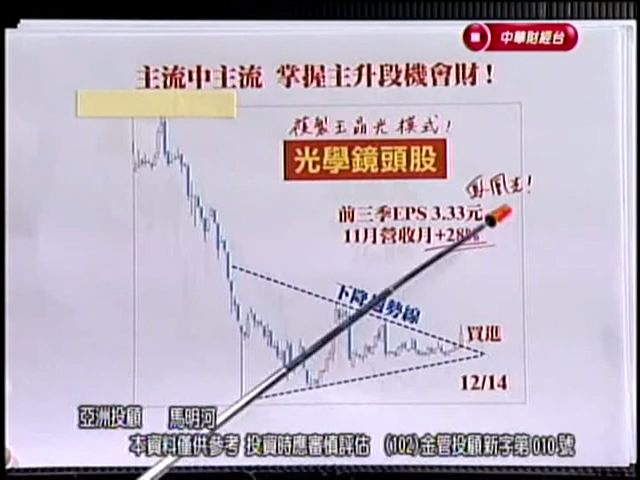 中華財經台
主流中主流 掌握主升段機會財!
複製玉晶光模式!
光學鏡頭股
鳳凰光!
前三季EPS 3.33元
11月營收月+28%
下降趨勢線
買進
12/14
亞洲投顧 馬明河
本資料僅供參考 投資時應審慎評估 (102)金管投顧新字第010號